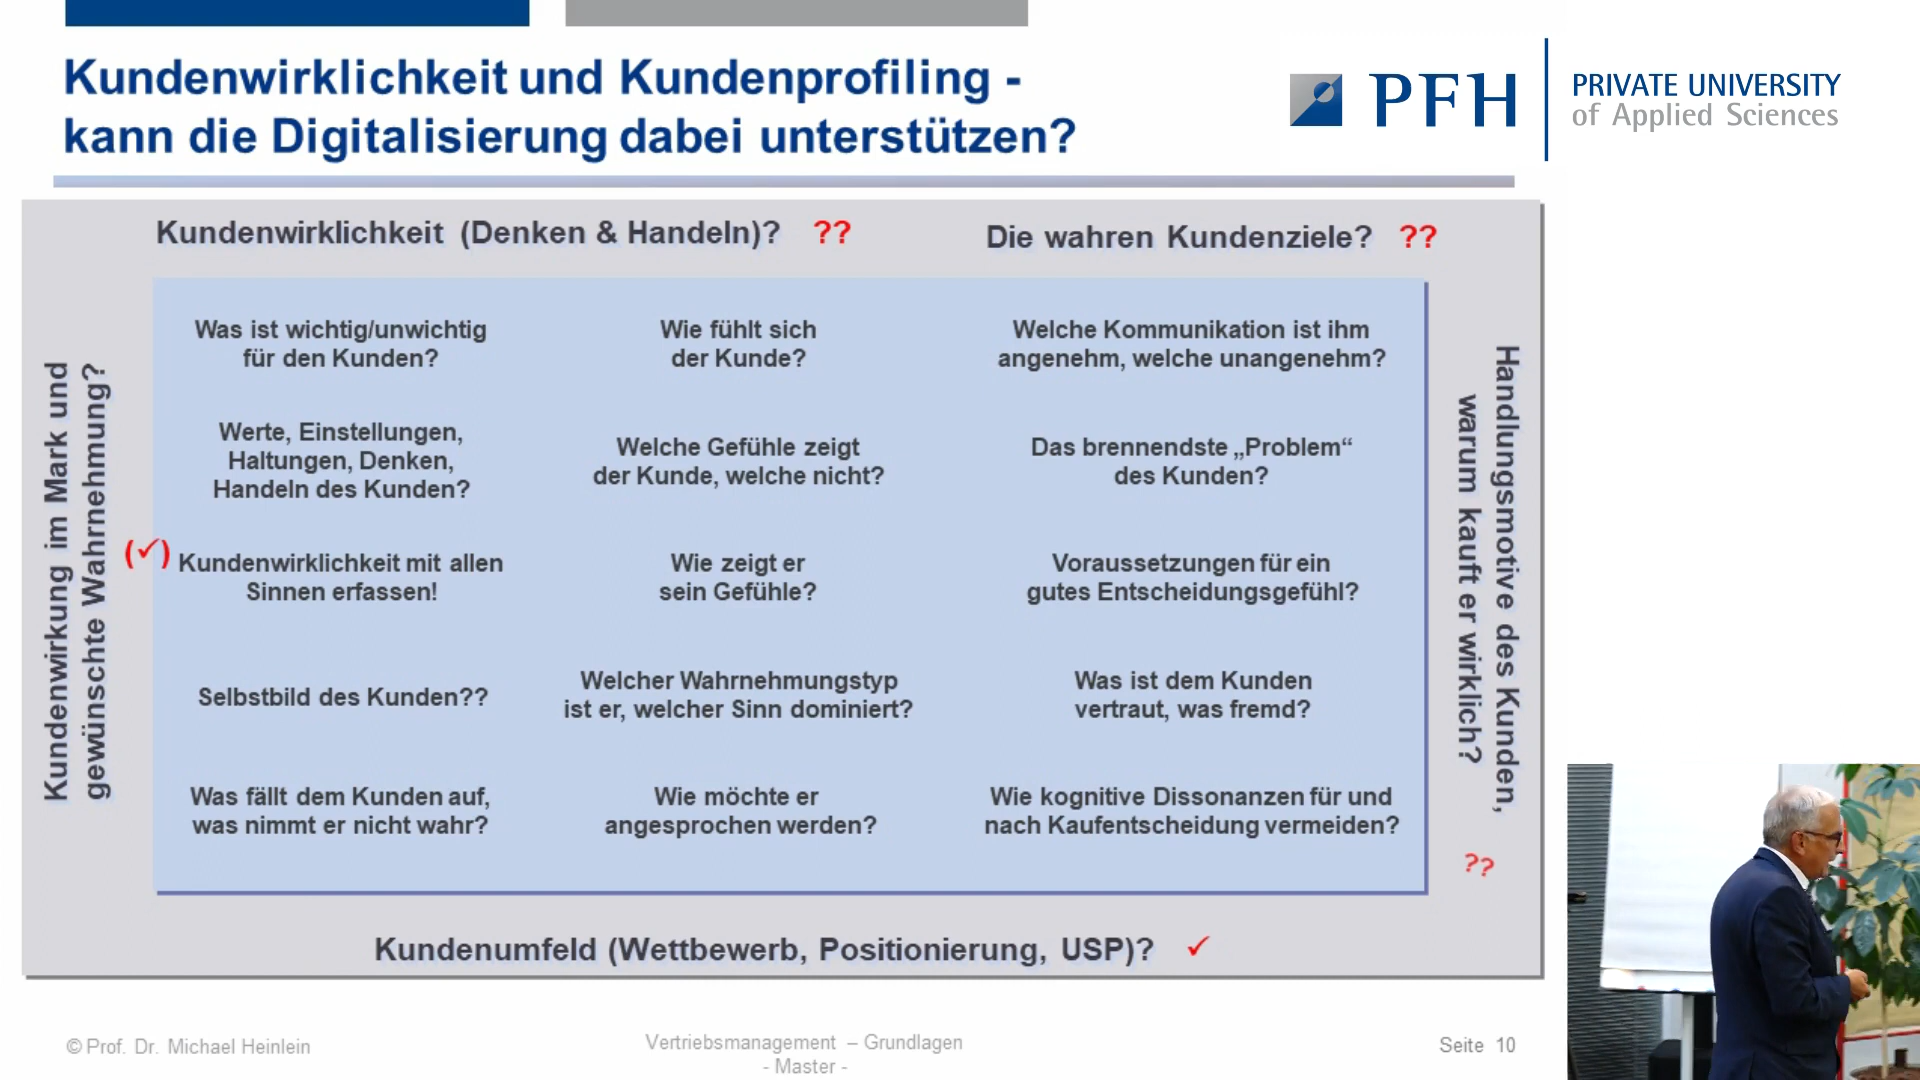 Kundenwirklichkeit und Kundenprofiling -
kann die Digitalisierung dabei unterstützen?
PFH
PRIVATE UNIVERSITY
of Applied Sciences
Kundenwirklichkeit (Denken & Handeln)? ??
Die wahren Kundenziele? ??
Kundenwirkung im Mark und
gewünschte Wahrnehmung?
(✓)
Was ist wichtig/unwichtig
für den Kunden?
Wie fühlt sich
der Kunde?
Welche Kommunikation ist ihm
angenehm, welche unangenehm?
Werte, Einstellungen,
Haltungen, Denken,
Handeln des Kunden?
Welche Gefühle zeigt
der Kunde, welche nicht?
Das brennendste „Problem“
des Kunden?
Kundenwirklichkeit mit allen
Sinnen erfassen!
Wie zeigt er
sein Gefühle?
Voraussetzungen für ein
gutes Entscheidungsgefühl?
Selbstbild des Kunden??
Welcher Wahrnehmungstyp
ist er, welcher Sinn dominiert?
Was ist dem Kunden
vertraut, was fremd?
Was fällt dem Kunden auf,
was nimmt er nicht wahr?
Wie möchte er
angesprochen werden?
Wie kognitive Dissonanzen für und
nach Kaufentscheidung vermeiden?
Handlungsmotive des Kunden,
warum kauft er wirklich?
??
Kundenumfeld (Wettbewerb, Positionierung, USP)? ✓
© Prof. Dr. Michael Heinlein
Vertriebsmanagement – Grundlagen
- Master -
Seite 10